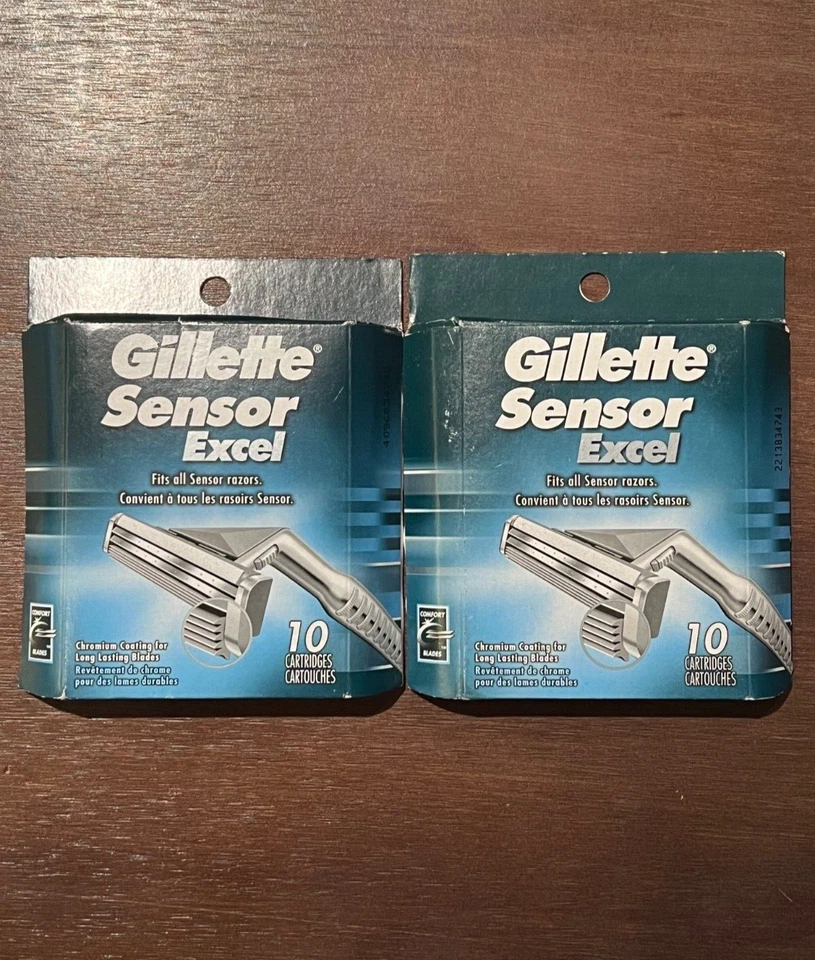 Gillette®
Sensor
Excel
Fits all Sensor razors.
Convient à tous les rasoirs Sensor.
COMFORT
BLADES
Chromium Coating for
Long Lasting Blades
Revêtement de chrome
pour des lames durables
10
CARTRIDGES
CARTOUCHES
Gillette®
Sensor
Excel
2213834743
Fits all Sensor razors.
Convient à tous les rasoirs Sensor.
COMFORT
BLADES
Chromium Coating for
Long Lasting Blades
Revêtement de chrome
pour des lames durables
10
CARTRIDGES
CARTOUCHES